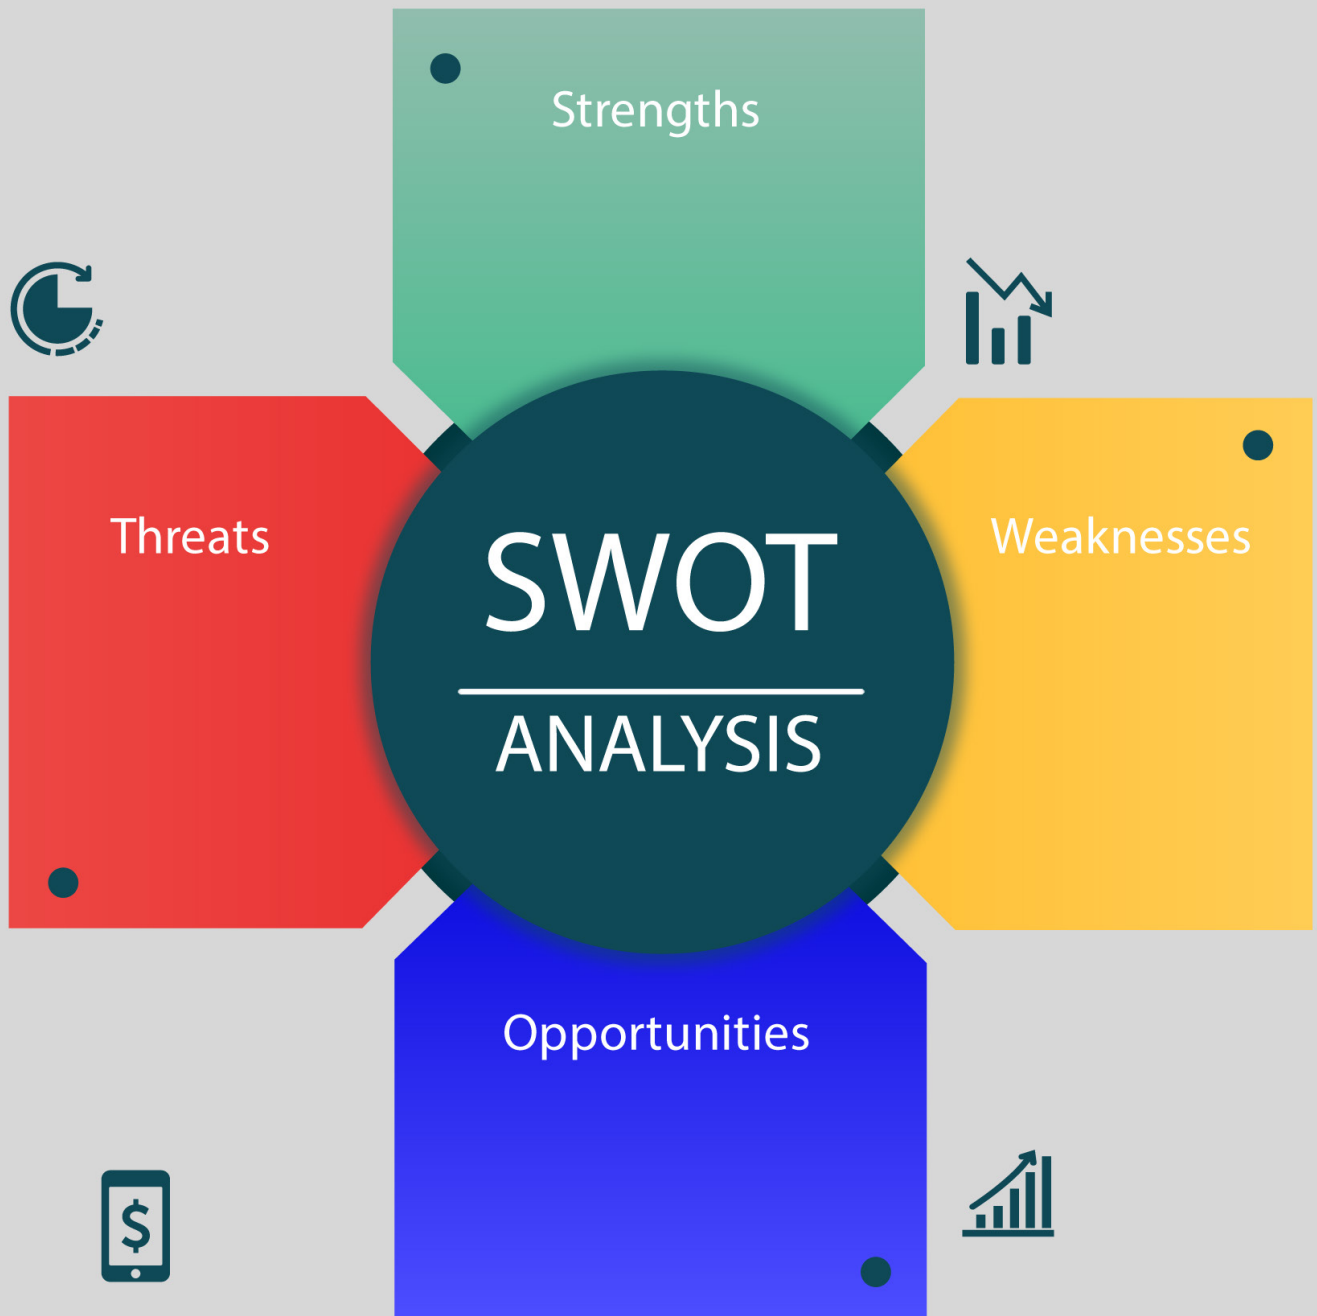 Strengths
Threats
Weaknesses
SWOT
ANALYSIS
Opportunities
$